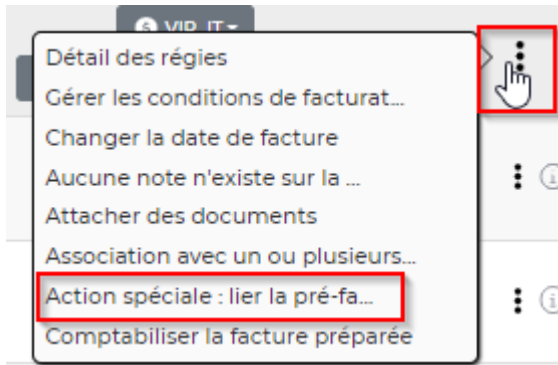 VIP_IT
Détail des régies
Gérer les conditions de facturat...
Changer la date de facture
Aucune note n'existe sur la ...
Attacher des documents
Association avec un ou plusieurs...
Action spéciale : lier la pré-fa...
Comptabiliser la facture préparée